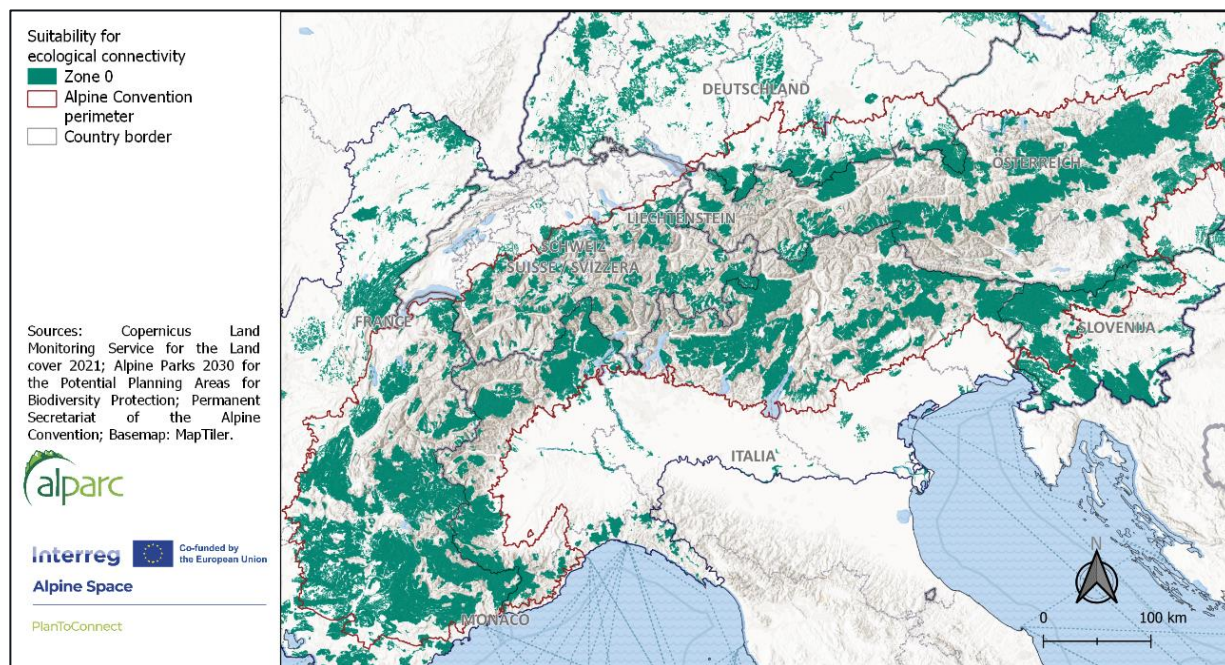 Suitability for
ecological connectivity
Zone 0
Alpine Convention
perimeter
Country border
Sources: Copernicus Land
Monitoring Service for the Land
cover 2021; Alpine Parks 2030 for
the Potential Planning Areas for
Biodiversity Protection; Permanent
Secretariat of the Alpine
Convention; Basemap: MapTiler.
alparc
Interreg
Co-funded by
the European Union
Alpine Space
PlanToConnect
DEUTSCHLAND
ÖSTERREICH
LIECHTENSTEIN
SCHWEIZ
SUISSE / SVIZZERA
FRANCE
SLOVENIJA
ITALIA
MONACO
N
0 100 km